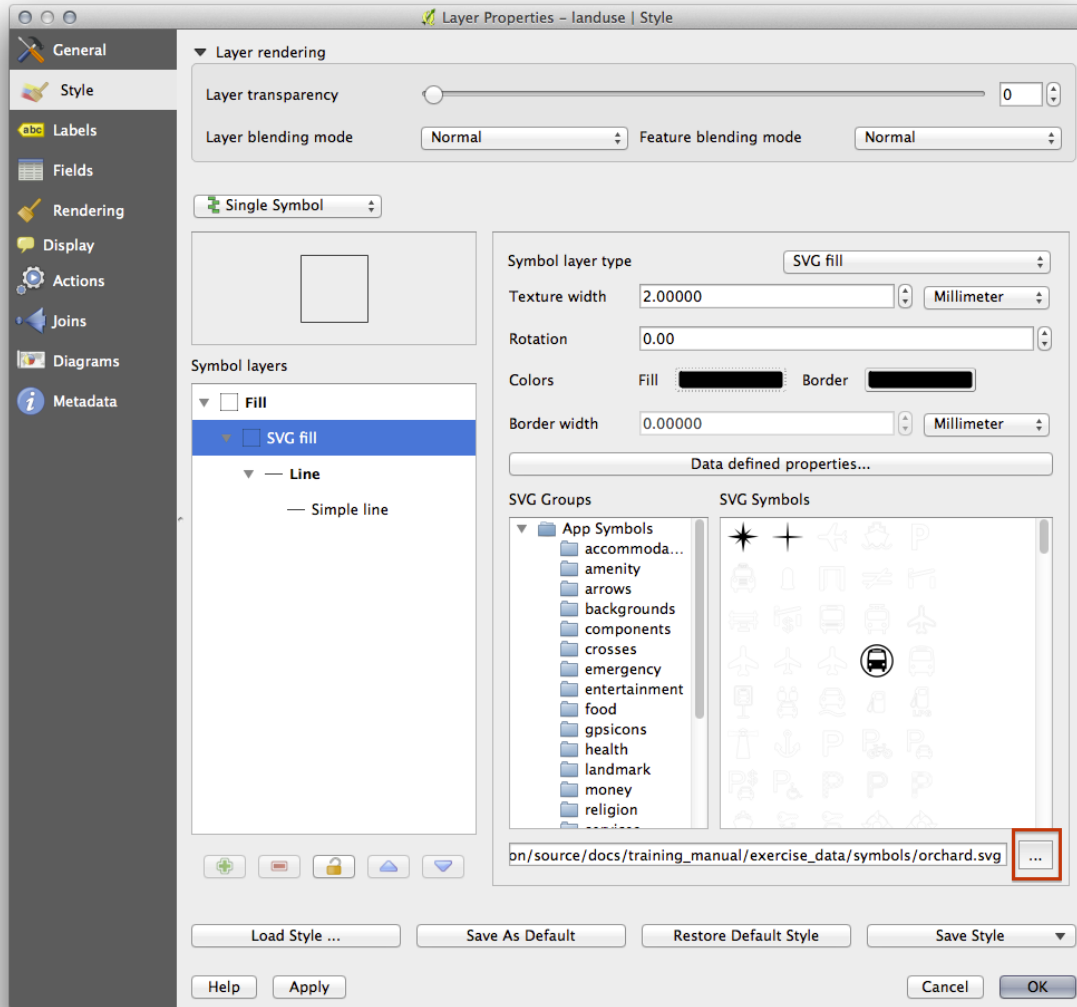 Layer Properties – landuse | Style
General
Style
abc Labels
Fields
Rendering
Display
Actions
Joins
Diagrams
Metadata
Layer rendering
Layer transparency 0
Layer blending mode Normal Feature blending mode Normal
Single Symbol
Symbol layers
Fill
SVG fill
Line
Simple line
Symbol layer type SVG fill
Texture width 2.00000 Millimeter
Rotation 0.00
Colors Fill Border
Border width 0.00000 Millimeter
Data defined properties...
SVG Groups SVG Symbols
App Symbols
accommoda...
amenity
arrows
backgrounds
components
crosses
emergency
entertainment
food
gpsicons
health
landmark
money
religion
on/source/docs/training_manual/exercise_data/symbols/orchard.svg ...
Load Style ... Save As Default Restore Default Style Save Style
Help Apply Cancel OK